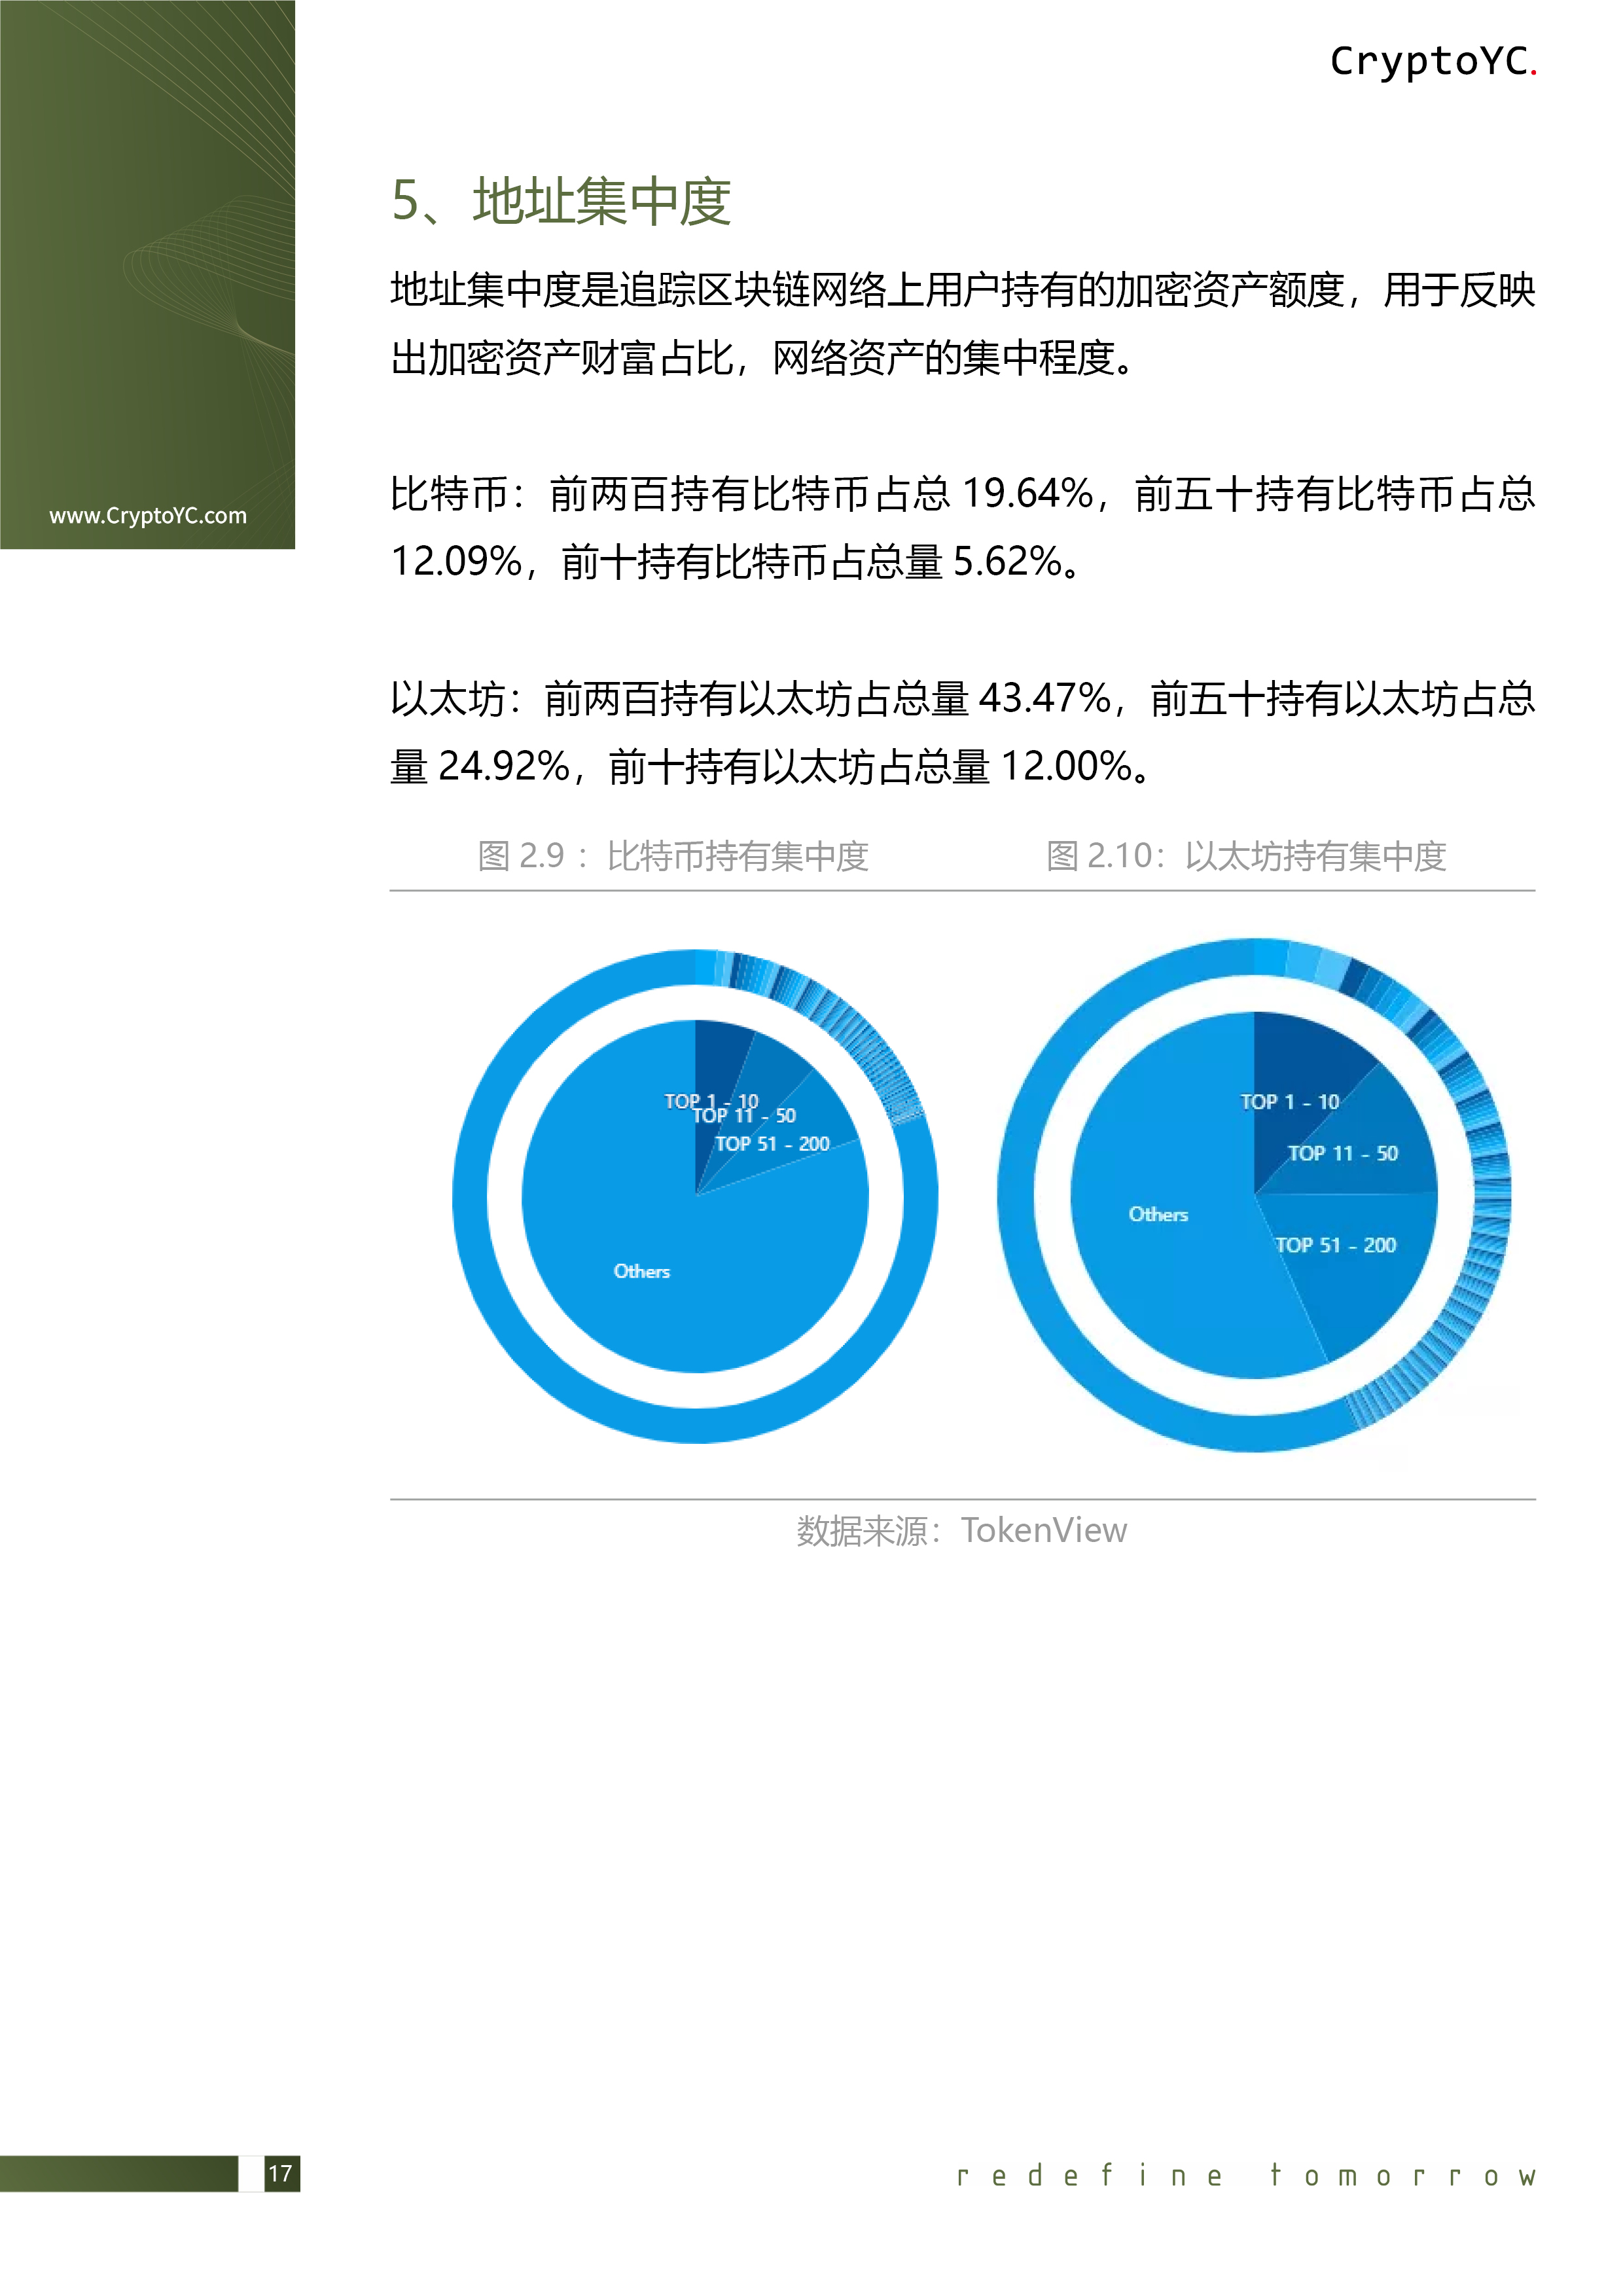 CryptoYC.
www.CryptoYC.com
5、地址集中度
地址集中度是追踪区块链网络上用户持有的加密资产额度，用于反映
出加密资产财富占比，网络资产的集中程度。
比特币：前两百持有比特币占总 19.64%，前五十持有比特币占总
12.09%，前十持有比特币占总量 5.62%。
以太坊：前两百持有以太坊占总量 43.47%，前五十持有以太坊占总
量 24.92%，前十持有以太坊占总量 12.00%。
图 2.9 ：比特币持有集中度
图 2.10：以太坊持有集中度
TOP 1 - 10
TOP 11 - 50
TOP 51 - 200
Others
TOP 1 - 10
TOP 11 - 50
TOP 51 - 200
Others
数据来源：TokenView
17
redefine tomorrow